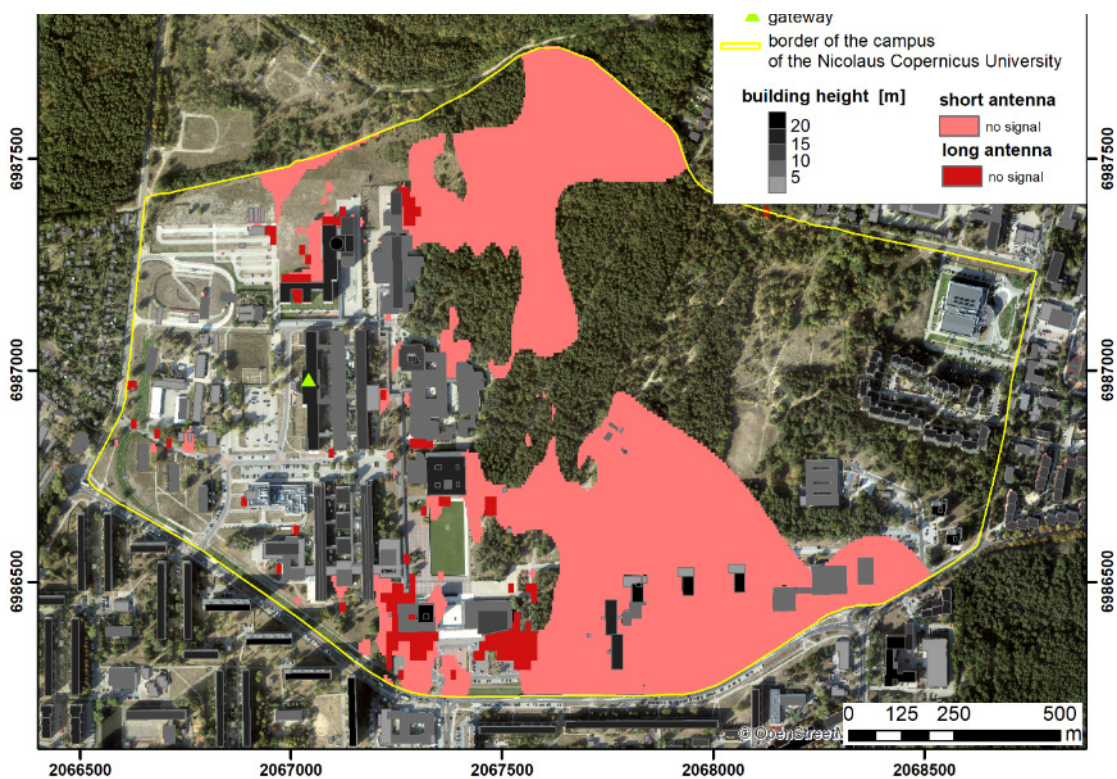 gateway
border of the campus
of the Nicolaus Copernicus University
building height [m]
20
15
10
5
short antenna
no signal
long antenna
no signal
6987500
6987500
6987000
6987000
6986500
6986500
0 125 250 500
m
© OpenStreet
2066500 2067000 2067500 2068000 2068500